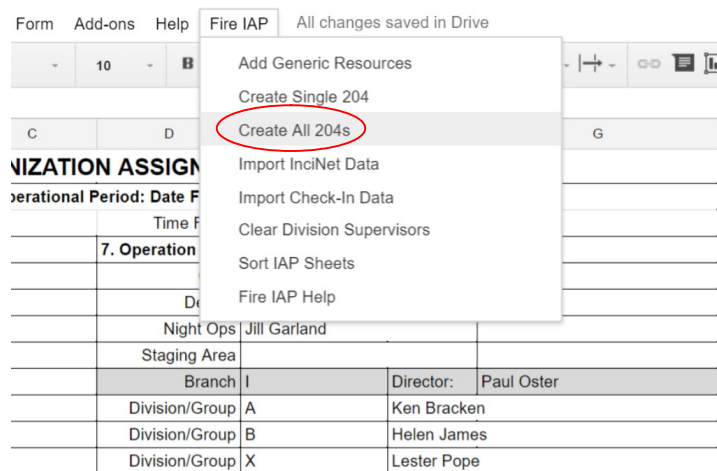 Form Add-ons Help Fire IAP All changes saved in Drive
10 B
Add Generic Resources
Create Single 204
Create All 204s
Import InciNet Data
Import Check-In Data
Clear Division Supervisors
Sort IAP Sheets
Fire IAP Help
C D G
NIZATION ASSIGN
perational Period: Date F
Time F
7. Operation
De
Night Ops Jill Garland
Staging Area
Branch I Director: Paul Oster
Division/Group A Ken Bracken
Division/Group B Helen James
Division/Group X Lester Pope